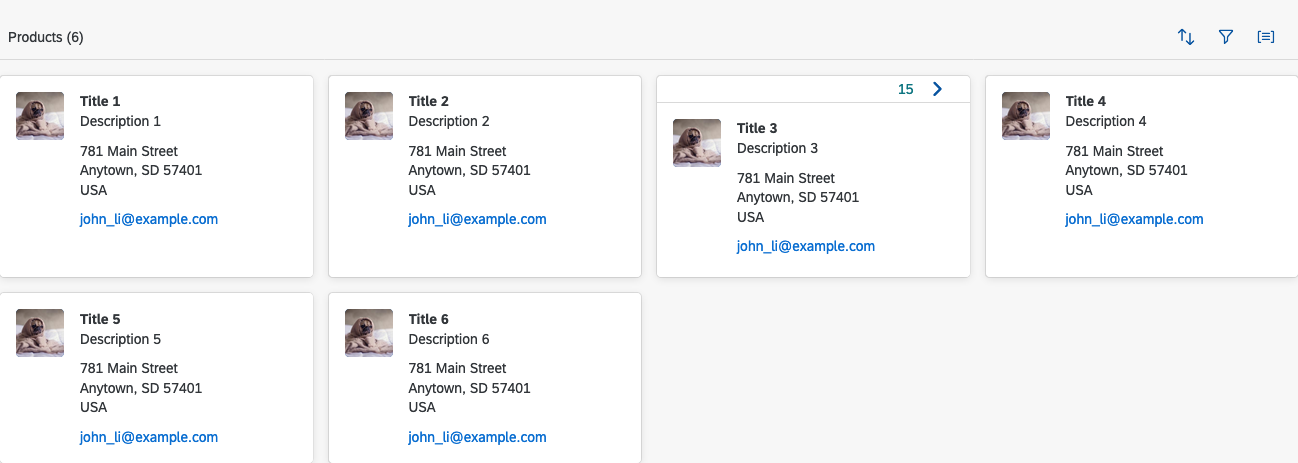 Products (6)
Title 1
Description 1
781 Main Street
Anytown, SD 57401
USA
john_li@example.com
Title 2
Description 2
781 Main Street
Anytown, SD 57401
USA
john_li@example.com
15
Title 3
Description 3
781 Main Street
Anytown, SD 57401
USA
john_li@example.com
Title 4
Description 4
781 Main Street
Anytown, SD 57401
USA
john_li@example.com
Title 5
Description 5
781 Main Street
Anytown, SD 57401
USA
john_li@example.com
Title 6
Description 6
781 Main Street
Anytown, SD 57401
USA
john_li@example.com